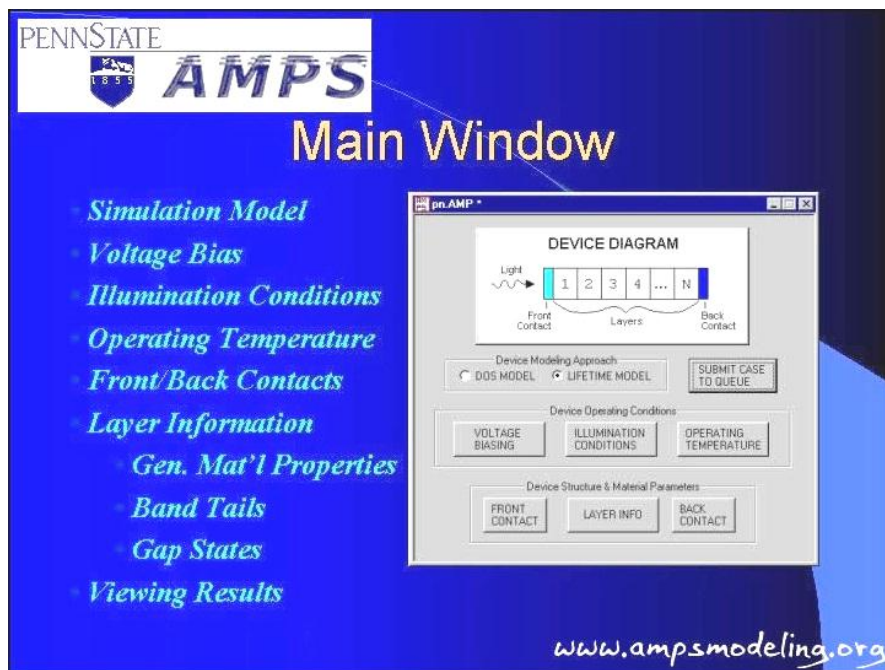 PENNSTATE
1855
AMPS
Main Window
Simulation Model
Voltage Bias
Illumination Conditions
Operating Temperature
Front/Back Contacts
Layer Information
Gen. Mat'l Properties
Band Tails
Gap States
Viewing Results
pn.AMP *
DEVICE DIAGRAM
Light
1 2 3 4 ... N
Front
Contact
Layers
Back
Contact
Device Modeling Approach
DOS MODEL LIFETIME MODEL
SUBMIT CASE
TO QUEUE
Device Operating Conditions
VOLTAGE
BIASING
ILLUMINATION
CONDITIONS
OPERATING
TEMPERATURE
Device Structure & Material Parameters
FRONT
CONTACT
LAYER INFO
BACK
CONTACT
www.ampsmodeling.org